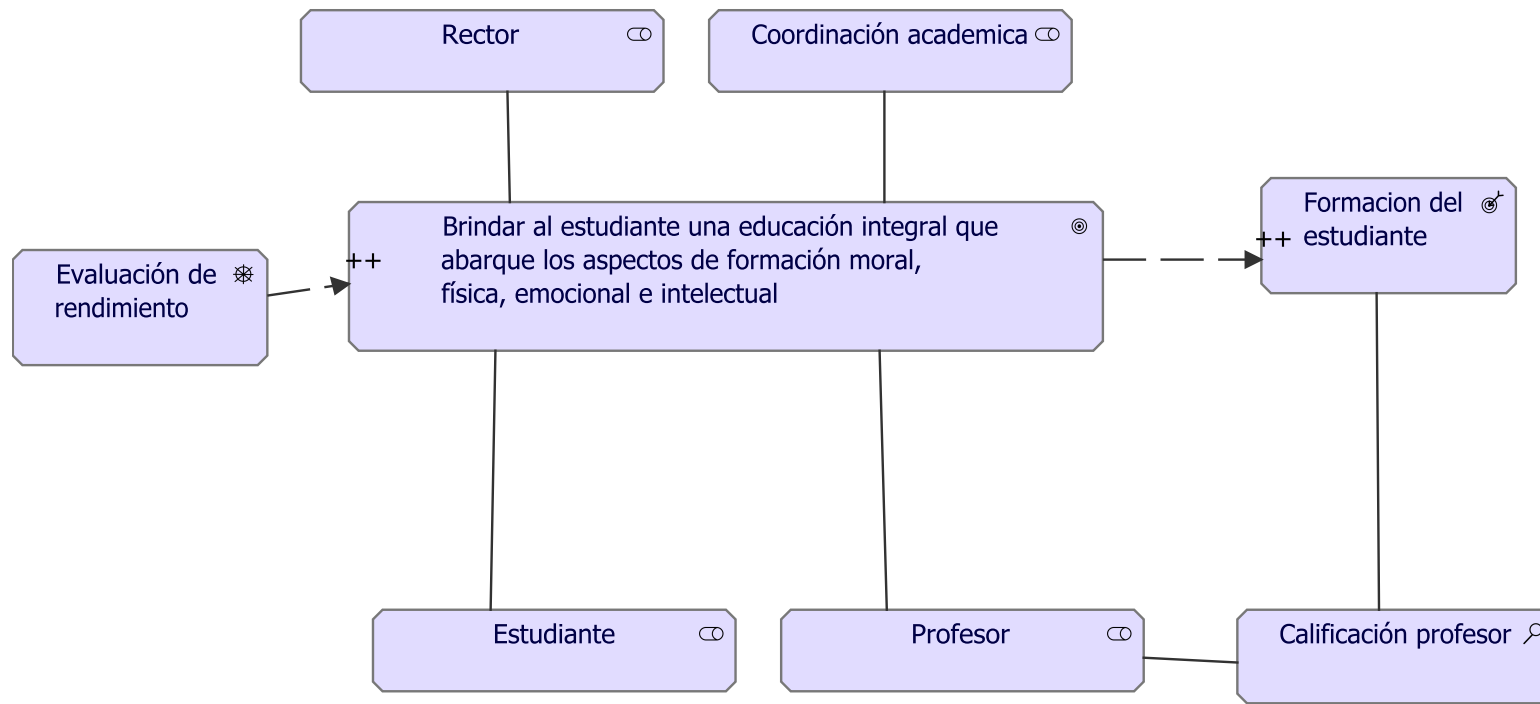 Rector
Coordinación academica
Brindar al estudiante una educación integral que
abarque los aspectos de formación moral,
física, emocional e intelectual
++
Formacion del
estudiante
++
Evaluación de
rendimiento
Estudiante
Profesor
Calificación profesor